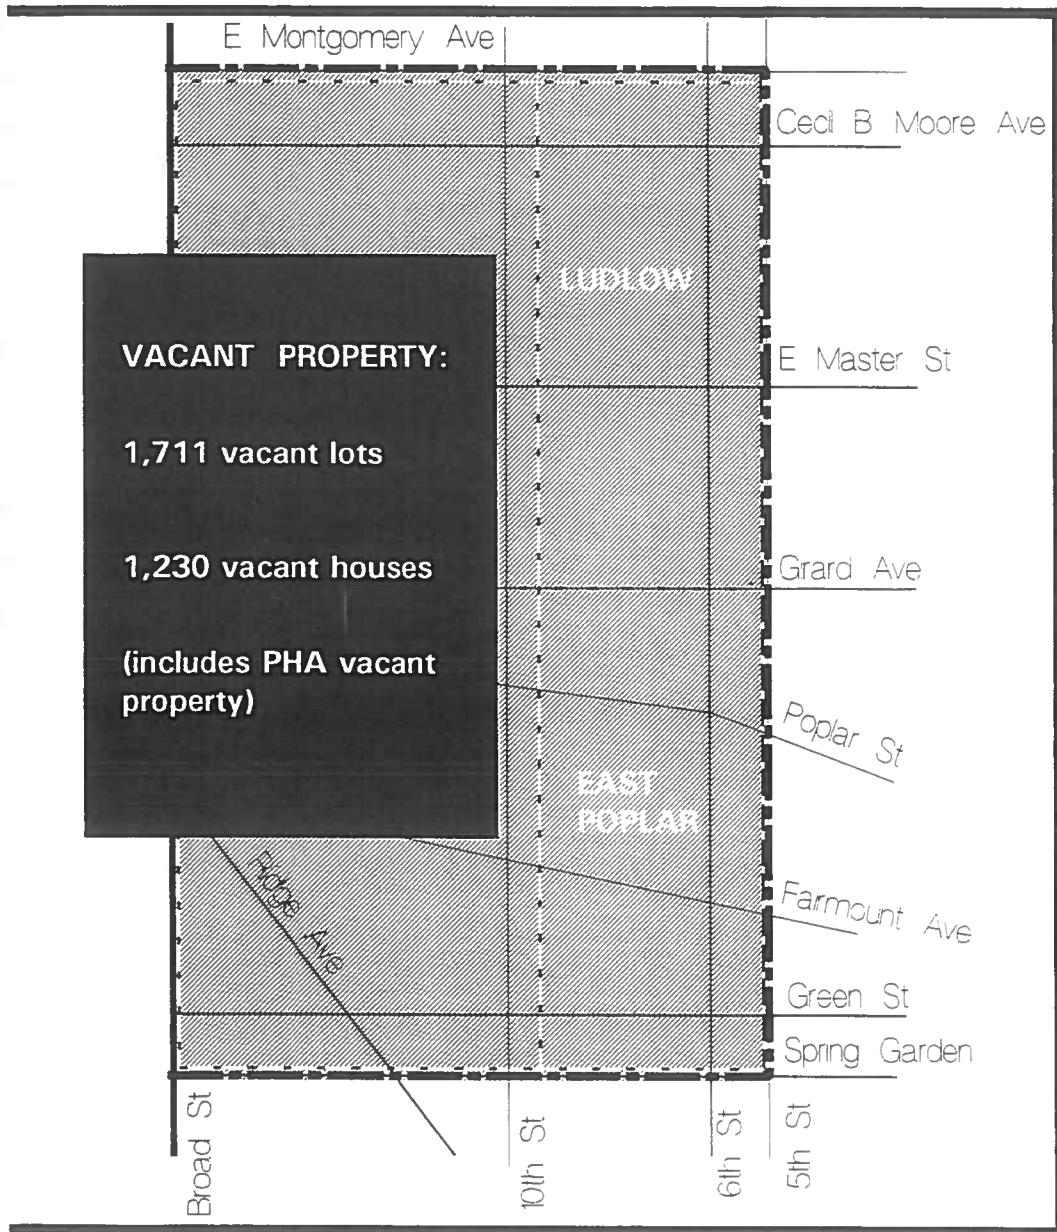 E Montgomery Ave
Cecil B Moore Ave
LUDLOW
VACANT PROPERTY:
E Master St
1,711 vacant lots
1,230 vacant houses
Girard Ave
(includes PHA vacant
property)
Poplar St
EAST
POPLAR
Ridge Ave
Fairmount Ave
Green St
Spring Garden
Broad St
10th St
6th St
5th St